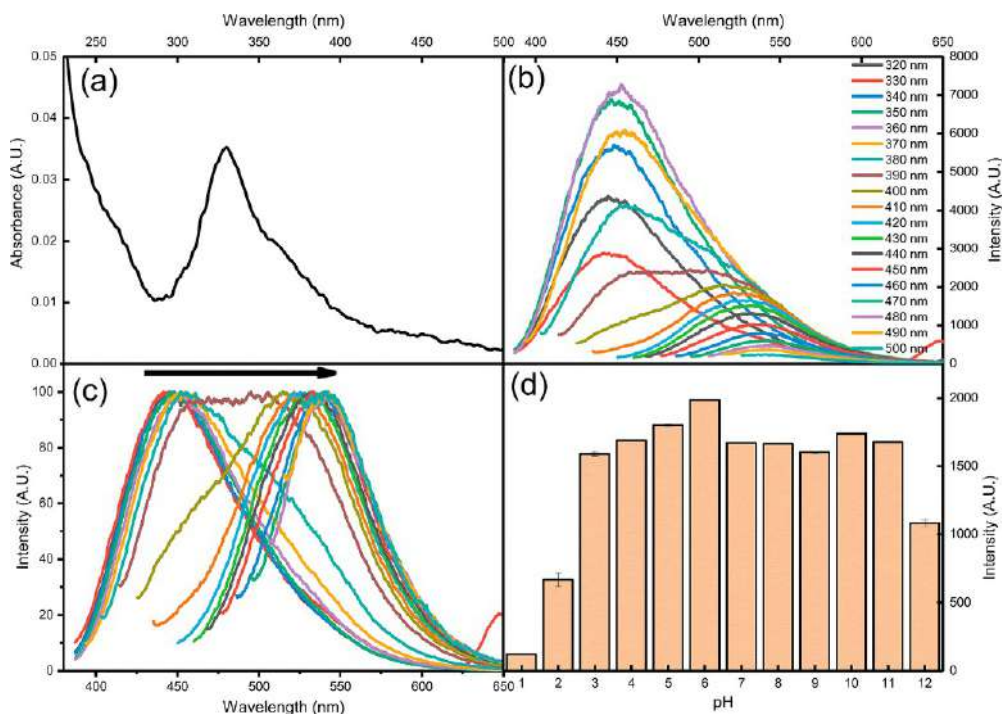 Wavelength (nm)
Wavelength (nm)
250 300 350 400 450 500
400 450 500 550 600 650
0.05
0.04
0.03
0.02
0.01
0.00
Absorbance (A.U.)
(a)
(b)
320 nm
330 nm
340 nm
350 nm
360 nm
370 nm
380 nm
390 nm
400 nm
410 nm
420 nm
430 nm
440 nm
450 nm
460 nm
470 nm
480 nm
490 nm
500 nm
8000
7000
6000
5000
4000
3000
2000
1000
0
Intensity (A.U.)
(c)
100
80
60
40
20
0
Intensity (A.U.)
400 450 500 550 600 650
Wavelength (nm)
(d)
2000
1500
1000
500
0
Intensity (A.U.)
1 2 3 4 5 6 7 8 9 10 11 12
pH